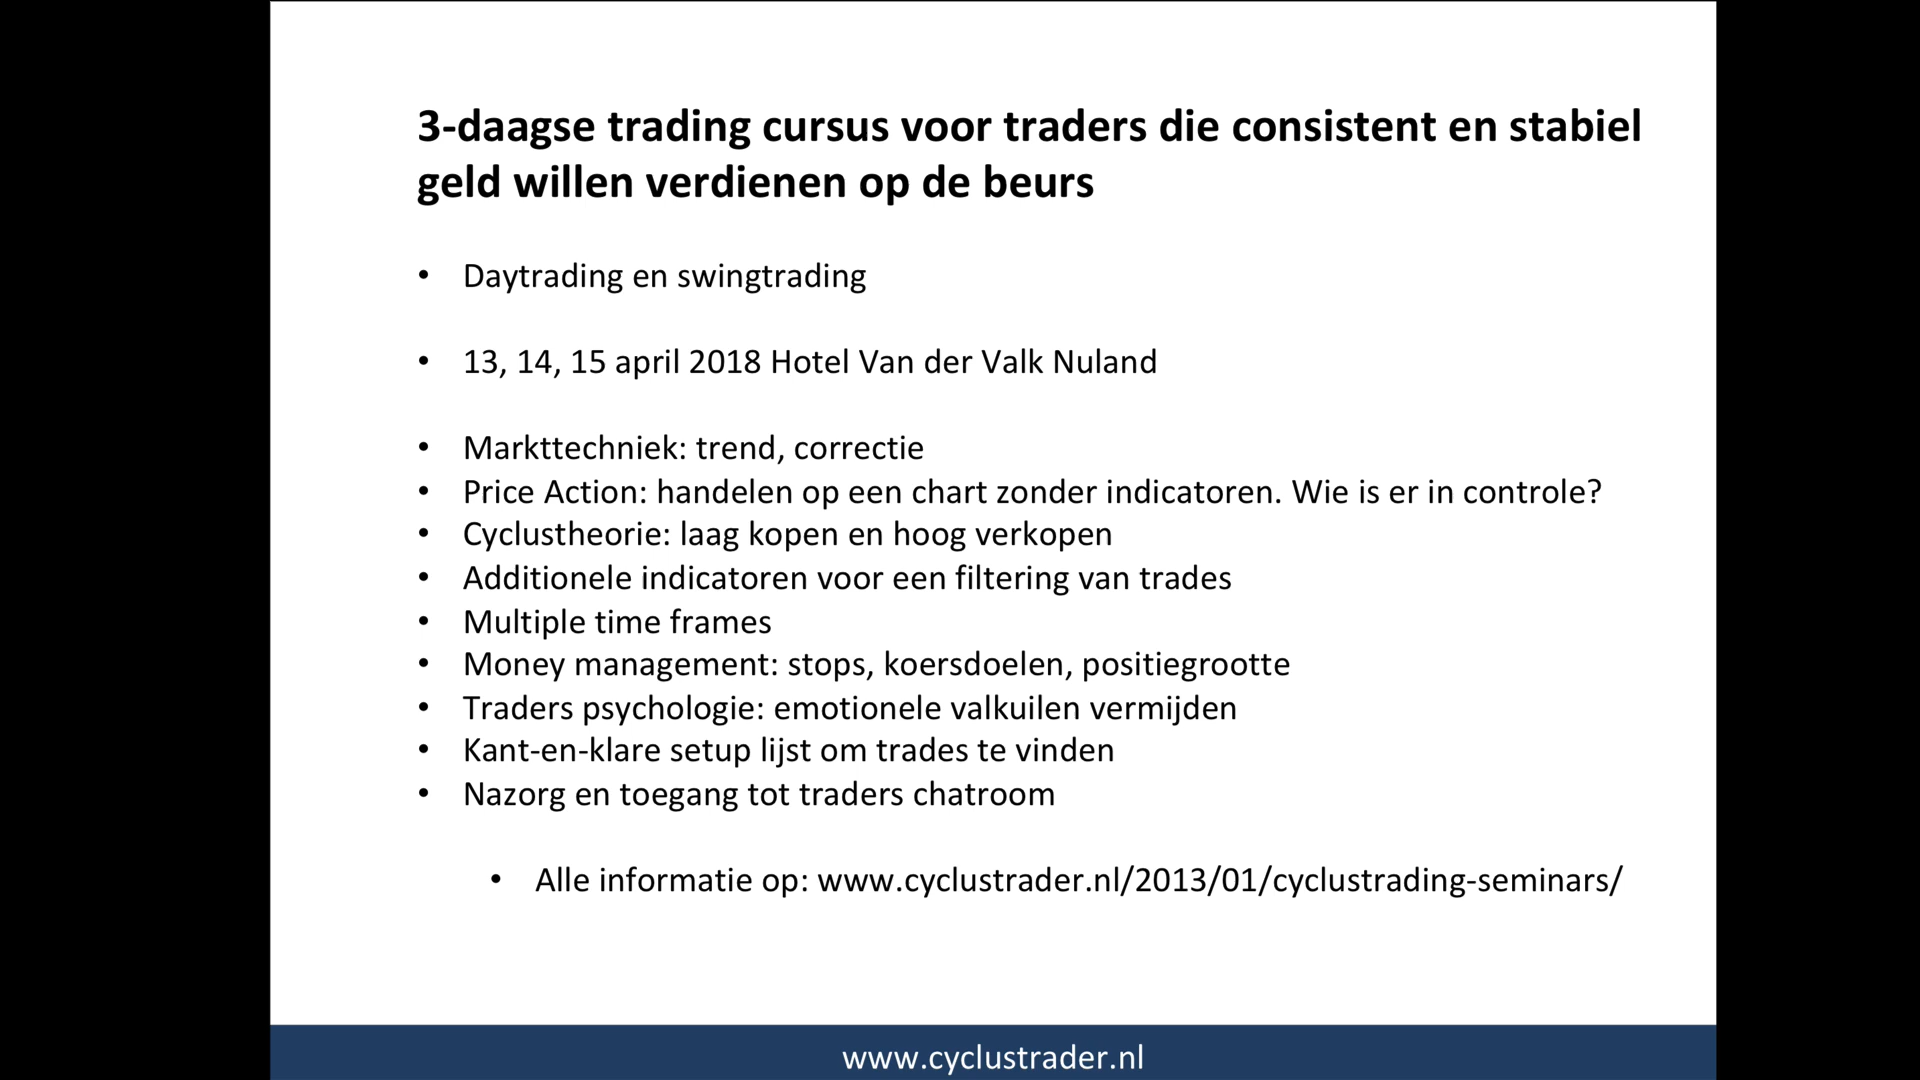 3-daagse trading cursus voor traders die consistent en stabiel
geld willen verdienen op de beurs
• Daytrading en swingtrading
• 13, 14, 15 april 2018 Hotel Van der Valk Nuland
• Markttechniek: trend, correctie
• Price Action: handelen op een chart zonder indicatoren. Wie is er in controle?
• Cyclustheorie: laag kopen en hoog verkopen
• Additionele indicatoren voor een filtering van trades
• Multiple time frames
• Money management: stops, koersdoelen, positiegrootte
• Traders psychologie: emotionele valkuilen vermijden
• Kant-en-klare setup lijst om trades te vinden
• Nazorg en toegang tot traders chatroom
• Alle informatie op: www.cyclustrader.nl/2013/01/cyclustrading-seminars/
www.cyclustrader.nl